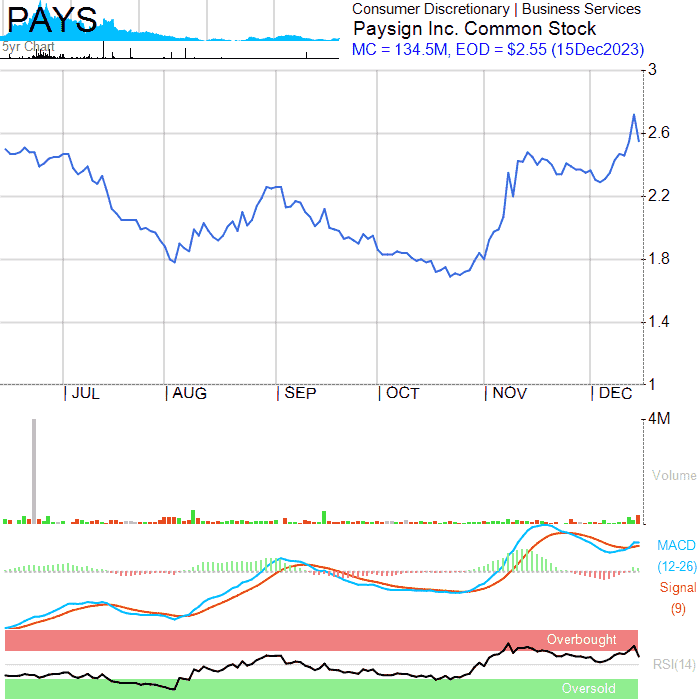 PAYS
5yr Chart
Consumer Discretionary | Business Services
Paysign Inc. Common Stock
MC = 134.5M, EOD = $2.55 (15Dec2023)
3
2.6
2.2
1.8
1.4
1
JUL
AUG
SEP
OCT
NOV
DEC
4M
Volume
MACD
(12-26)
Signal
(9)
Overbought
RSI(14)
Oversold